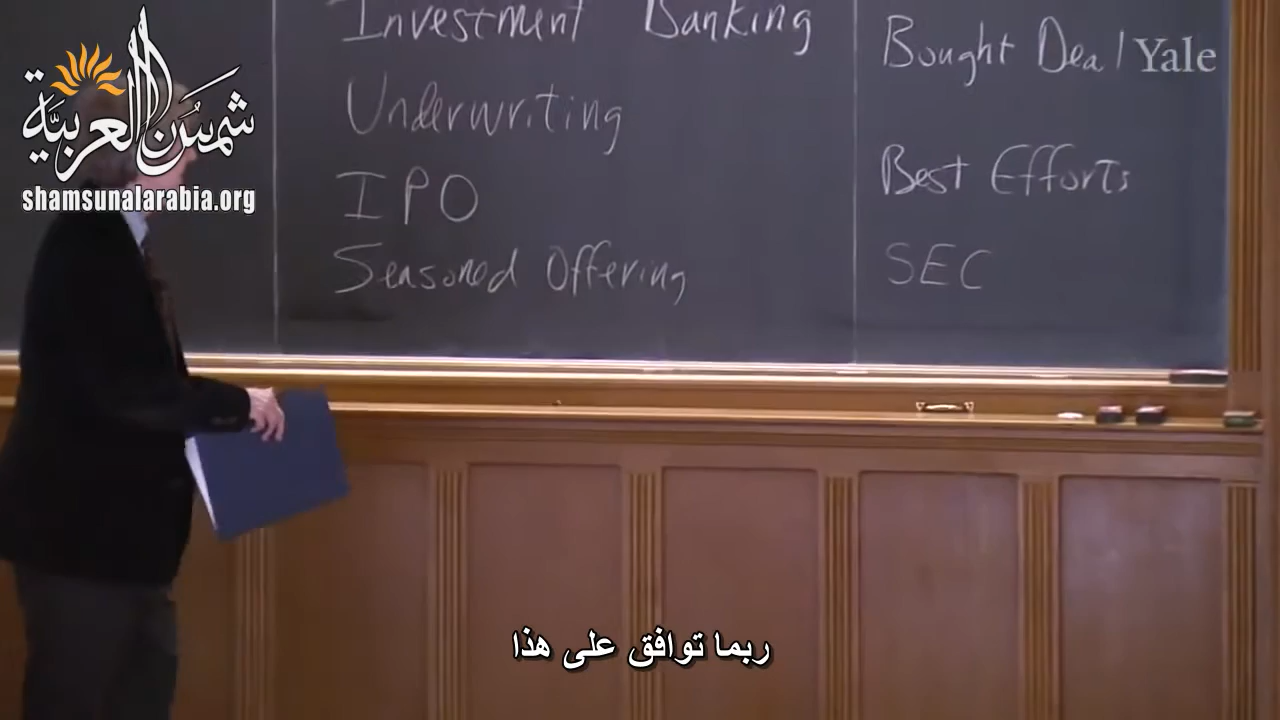 شمس العربية
shamsunalarabia.org
Investment Banking
Underwriting
IPO
Seasoned Offering
Bought Deal
Yale
Best Efforts
SEC
ربما توافق على هذا